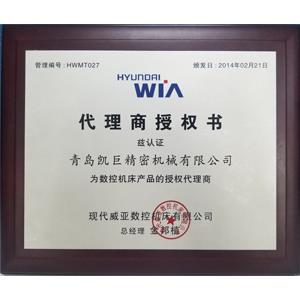 管理编号：HWMT027
颁发日：2014年02月21日
HYUNDAI
WIA
代理商授权书
兹认证
青岛凯巨精密机械有限公司
为数控机床产品的授权代理商
现代威亚数控机床有限公司
总经理 金邦植